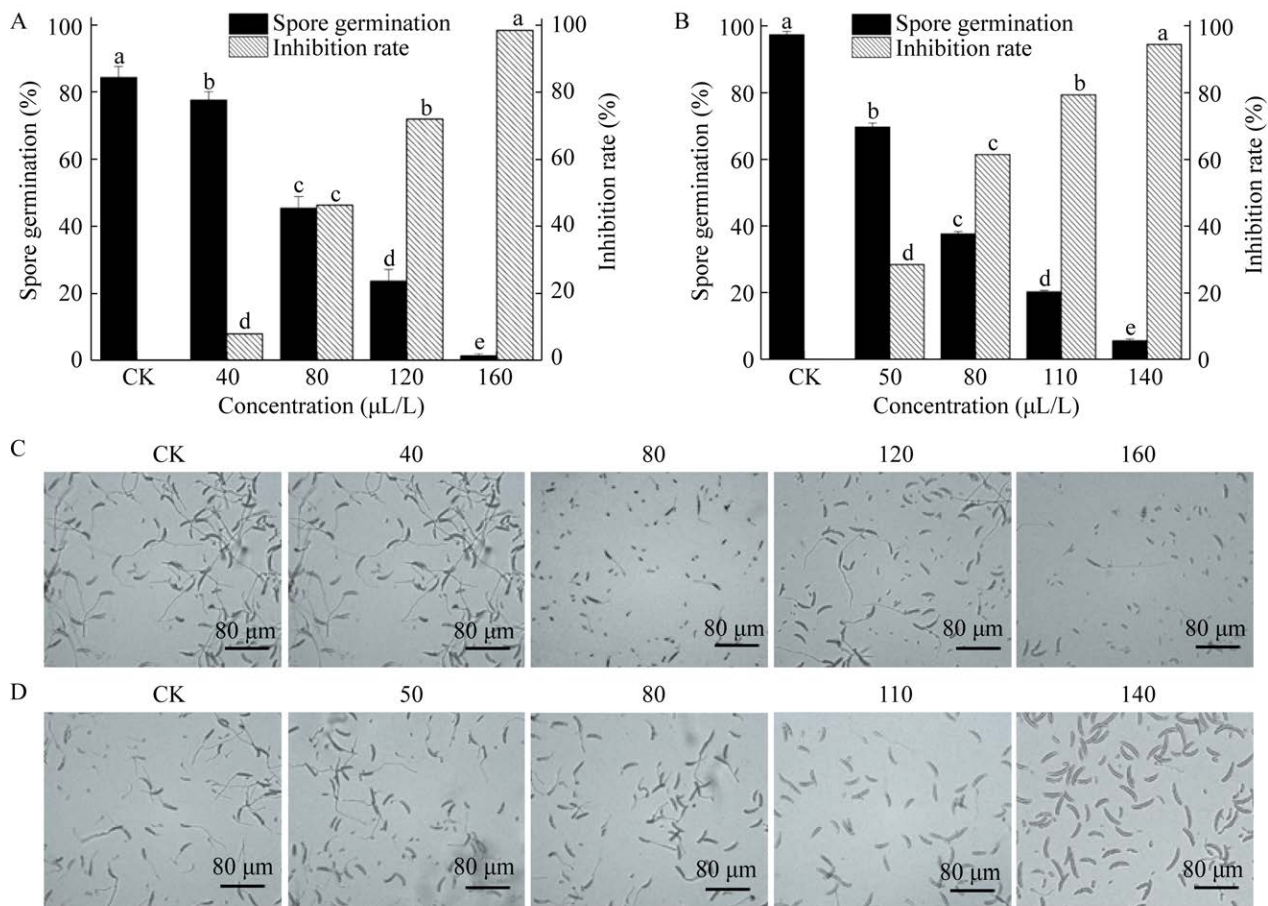 A
Spore germination
Inhibition rate
Spore germination (%)
100
80
60
40
20
0
a
b
c
d
e
d
c
b
a
100
80
60
40
20
0
Inhibition rate (%)
CK 40 80 120 160
Concentration (μL/L)
B
Spore germination
Inhibition rate
Spore germination (%)
100
80
60
40
20
0
a
b
c
d
e
d
c
b
a
100
80
60
40
20
0
Inhibition rate (%)
CK 50 80 110 140
Concentration (μL/L)
C
CK 40 80 120 160
80 μm 80 μm 80 μm 80 μm 80 μm
D
CK 50 80 110 140
80 μm 80 μm 80 μm 80 μm 80 μm